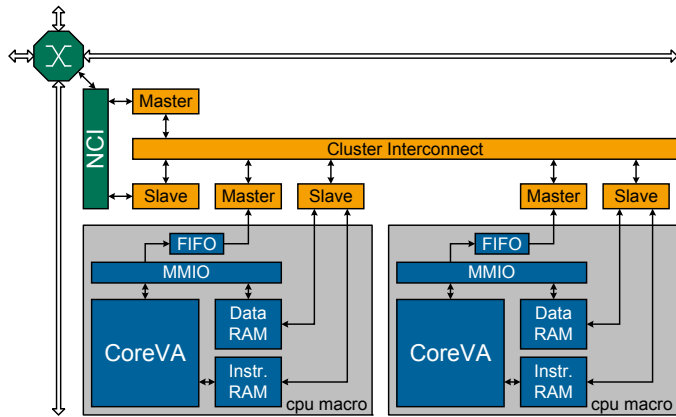 Master
NCI
Cluster Interconnect
Slave
Master
Slave
Master
Slave
FIFO
MMIO
CoreVA
Data
RAM
Instr.
RAM
cpu macro
FIFO
MMIO
CoreVA
Data
RAM
Instr.
RAM
cpu macro